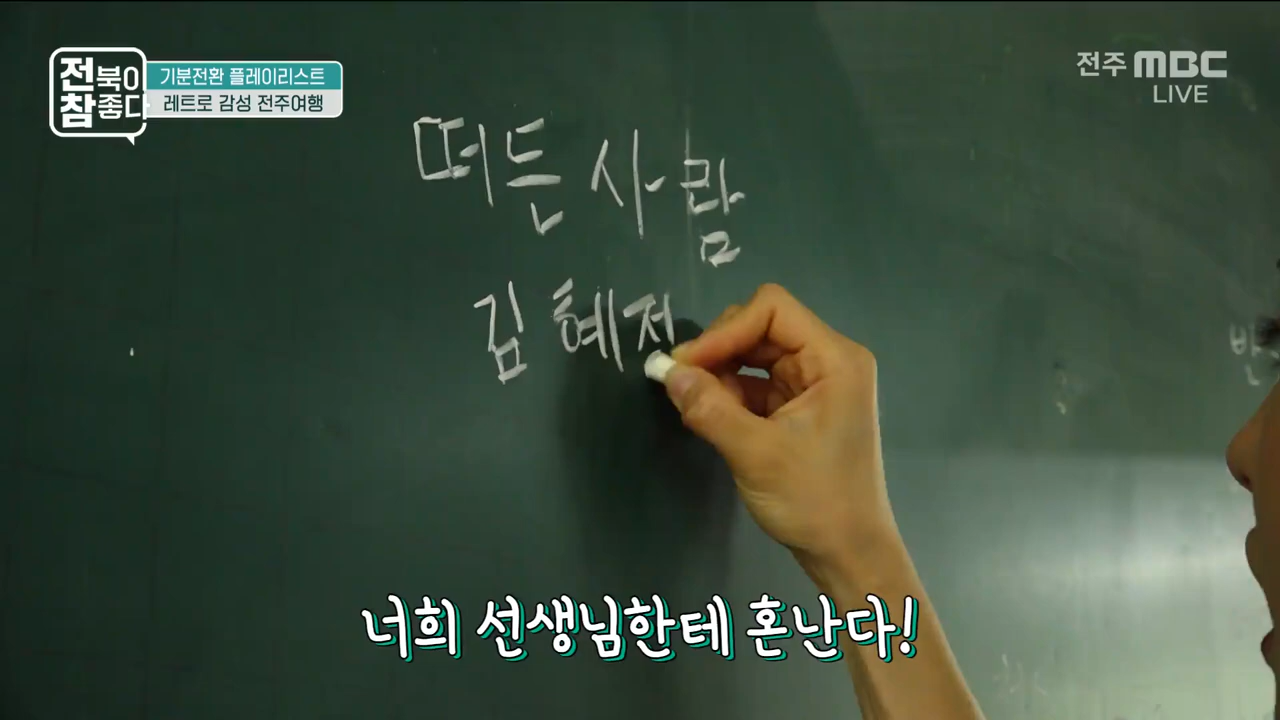 전북이
참좋다
기분전환 플레이리스트
레트로 감성 전주여행
전주 MBC
LIVE
떠든 사람
김혜저
너희 선생님한테 혼난다!